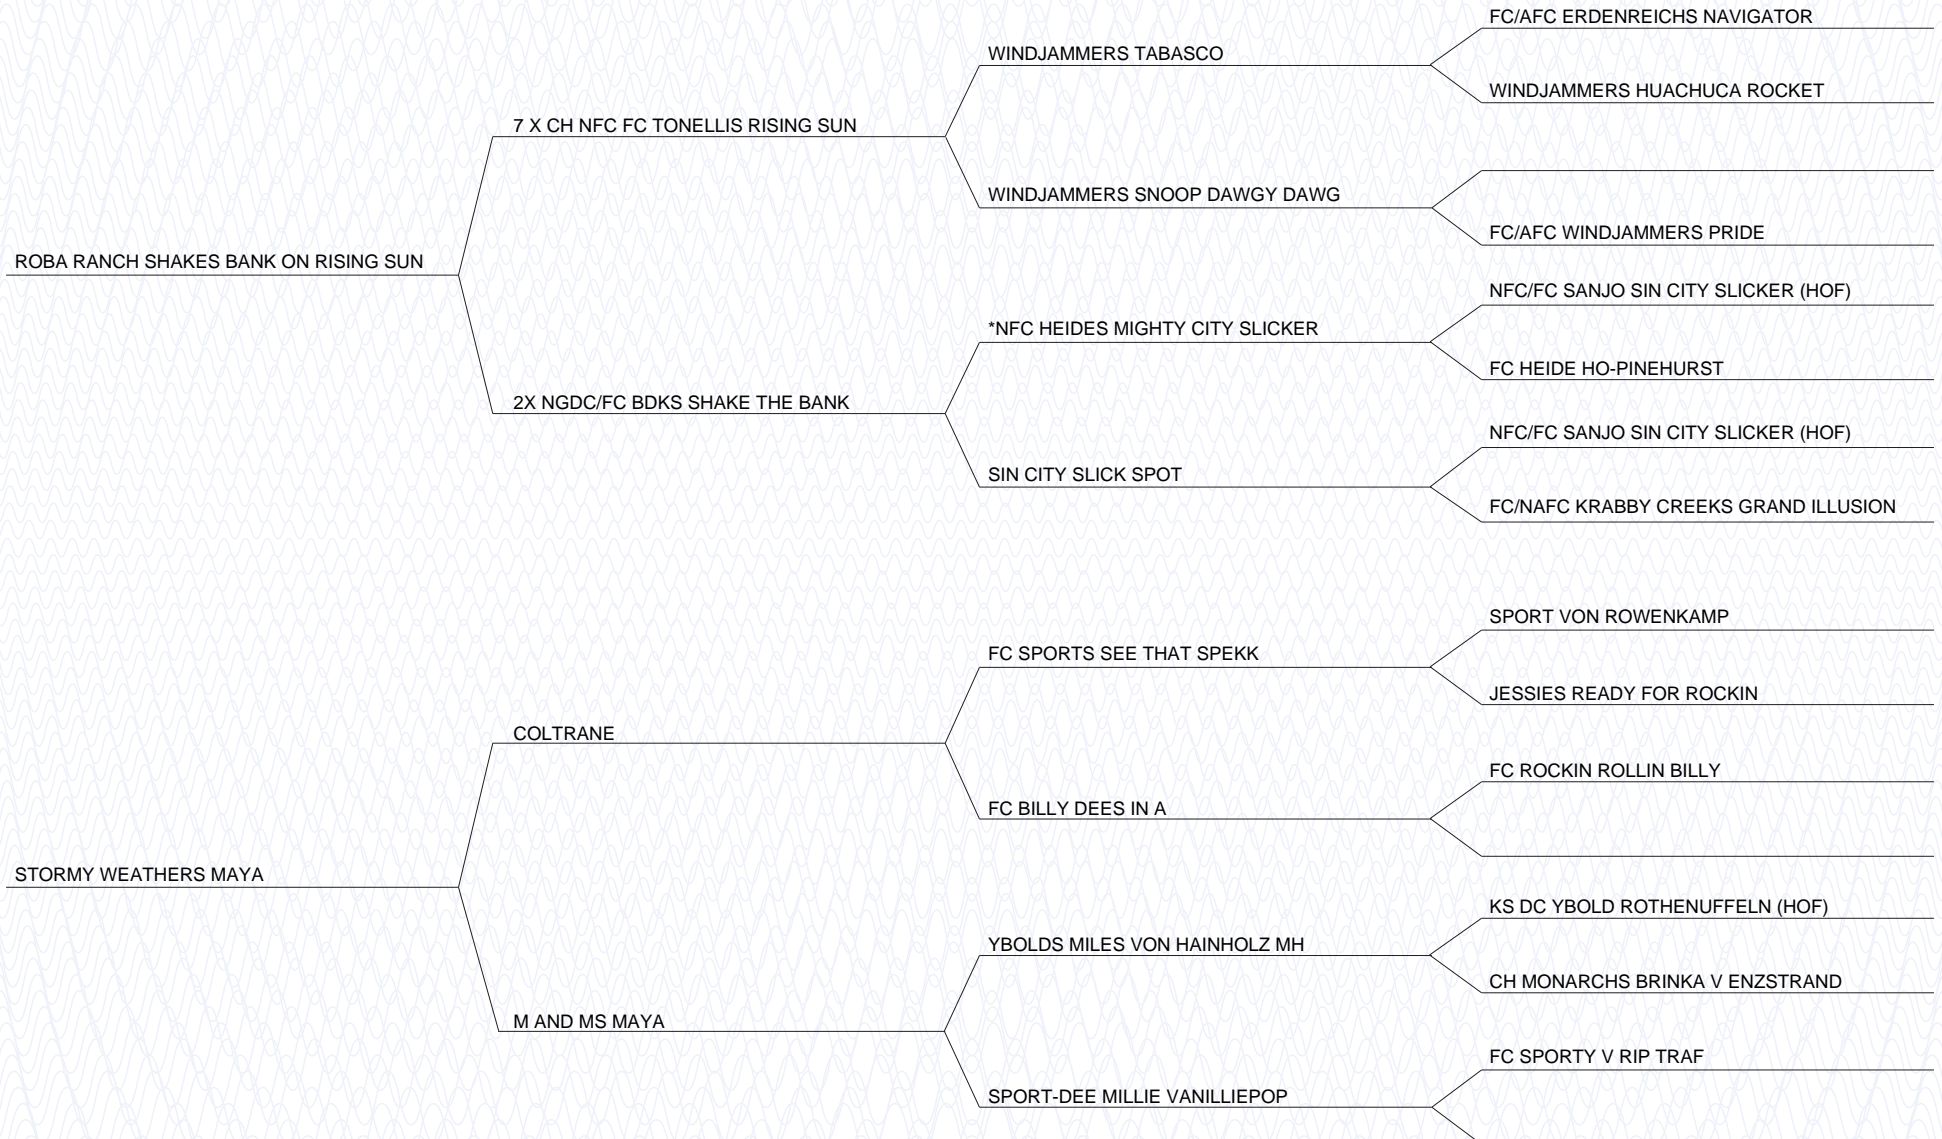 FC/AFC ERDENREICHS NAVIGATOR
WINDJAMMERS TABASCO
WINDJAMMERS HUACHUCA ROCKET
7 X CH NFC FC TONELLIS RISING SUN
WINDJAMMERS SNOOP DAWGY DAWG
FC/AFC WINDJAMMERS PRIDE
ROBA RANCH SHAKES BANK ON RISING SUN
NFC/FC SANJO SIN CITY SLICKER (HOF)
*NFC HEIDES MIGHTY CITY SLICKER
FC HEIDE HO-PINEHURST
2X NGDC/FC BDKS SHAKE THE BANK
NFC/FC SANJO SIN CITY SLICKER (HOF)
SIN CITY SLICK SPOT
FC/NAFC KRABBY CREEKS GRAND ILLUSION
SPORT VON ROWENKAMP
FC SPORTS SEE THAT SPEKK
JESSIES READY FOR ROCKIN
COLTRANE
FC ROCKIN ROLLIN BILLY
FC BILLY DEES IN A
STORMY WEATHERS MAYA
KS DC YBOLD ROTHENUFFELN (HOF)
YBOLDS MILES VON HAINHOLZ MH
CH MONARCHS BRINKA V ENZSTRAND
M AND MS MAYA
FC SPORTY V RIP TRAF
SPORT-DEE MILLIE VANILLIEPOP